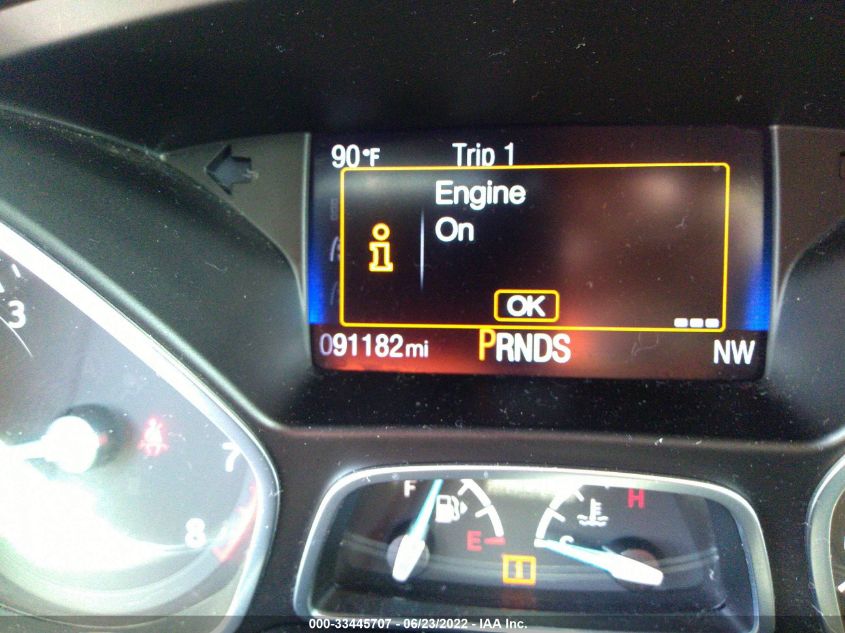 90°F Trip 1
Engine
On
OK
091182mi PRNDS NW
3
7
8
F H
E C
000-33445707 - 06/23/2022 - IAA Inc.